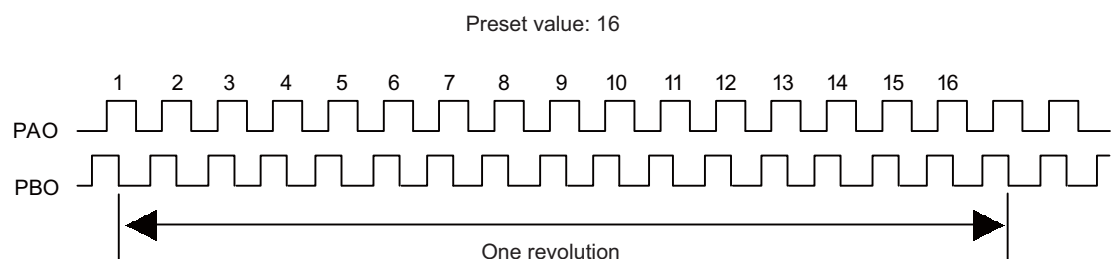 Preset value: 16
1 2 3 4 5 6 7 8 9 10 11 12 13 14 15 16
PAO
PBO
One revolution